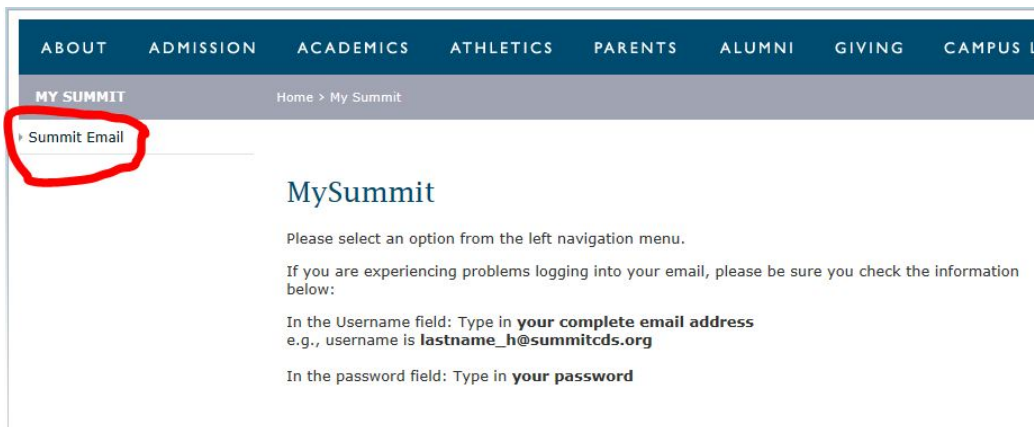 ABOUT ADMISSION ACADEMICS ATHLETICS PARENTS ALUMNI GIVING CAMPUS L
MY SUMMIT Home > My Summit
Summit Email
MySummit
Please select an option from the left navigation menu.
If you are experiencing problems logging into your email, please be sure you check the information
below:
In the Username field: Type in your complete email address
e.g., username is lastname_h@summitcds.org
In the password field: Type in your password